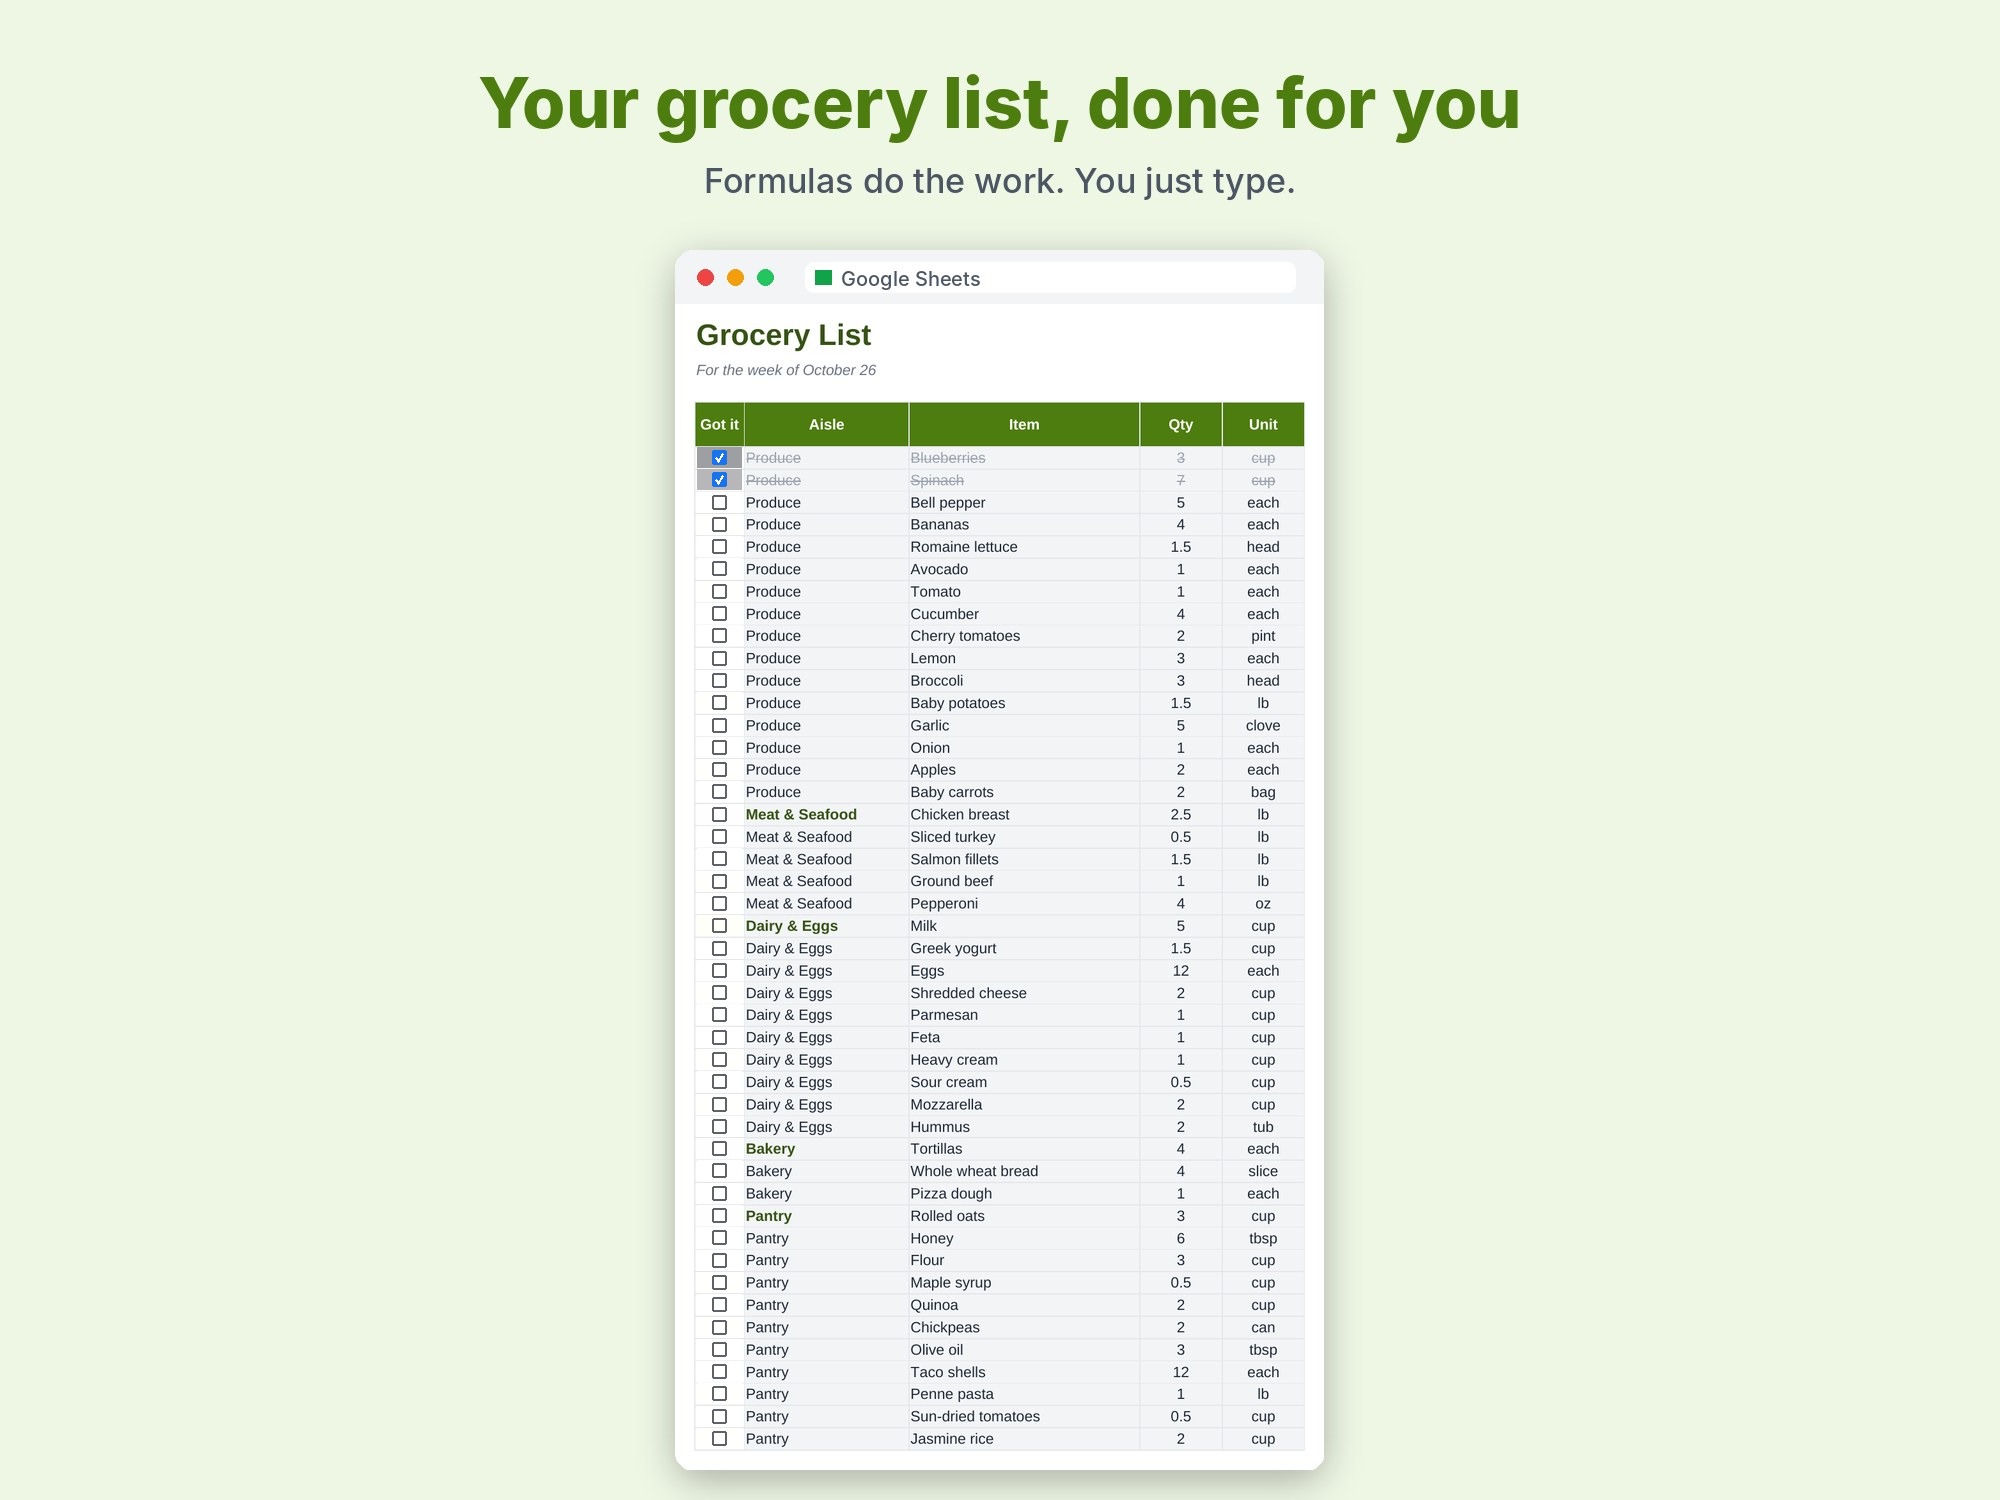 Your grocery list, done for you
Formulas do the work. You just type.
Google Sheets
Grocery List
For the week of October 26
Got it Aisle Item Qty Unit
Produce Blueberries 3 cup
Produce Spinach 7 cup
Produce Bell pepper 5 each
Produce Bananas 4 each
Produce Romaine lettuce 1.5 head
Produce Avocado 1 each
Produce Tomato 1 each
Produce Cucumber 4 each
Produce Cherry tomatoes 2 pint
Produce Lemon 3 each
Produce Broccoli 3 head
Produce Baby potatoes 1.5 lb
Produce Garlic 5 clove
Produce Onion 1 each
Produce Apples 2 each
Produce Baby carrots 2 bag
Meat & Seafood Chicken breast 2.5 lb
Meat & Seafood Sliced turkey 0.5 lb
Meat & Seafood Salmon fillets 1.5 lb
Meat & Seafood Ground beef 1 lb
Meat & Seafood Pepperoni 4 oz
Dairy & Eggs Milk 5 cup
Dairy & Eggs Greek yogurt 1.5 cup
Dairy & Eggs Eggs 12 each
Dairy & Eggs Shredded cheese 2 cup
Dairy & Eggs Parmesan 1 cup
Dairy & Eggs Feta 1 cup
Dairy & Eggs Heavy cream 1 cup
Dairy & Eggs Sour cream 0.5 cup
Dairy & Eggs Mozzarella 2 cup
Dairy & Eggs Hummus 2 tub
Bakery Tortillas 4 each
Bakery Whole wheat bread 4 slice
Bakery Pizza dough 1 each
Pantry Rolled oats 3 cup
Pantry Honey 6 tbsp
Pantry Flour 3 cup
Pantry Maple syrup 0.5 cup
Pantry Quinoa 2 cup
Pantry Chickpeas 2 can
Pantry Olive oil 3 tbsp
Pantry Taco shells 12 each
Pantry Penne pasta 1 lb
Pantry Sun-dried tomatoes 0.5 cup
Pantry Jasmine rice 2 cup